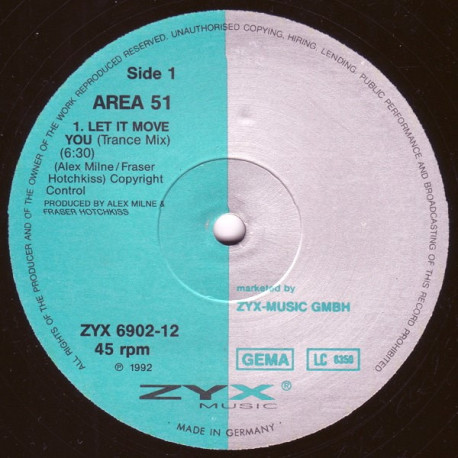 ALL RIGHTS OF THE PRODUCER AND OF THE OWNER OF THE WORK REPRODUCED RESERVED. UNAUTHORISED COPYING, HIRING, LENDING, PUBLIC PERFORMANCE AND BROADCASTING OF THIS RECORD PROHIBITED
Side 1
AREA 51
1. LET IT MOVE
YOU (Trance Mix)
(6:30)
(Alex Milne/Fraser
Hotchkiss) Copyright
Control
PRODUCED BY ALEX MILNE &
FRASER HOTCHKISS
marketed by
ZYX-MUSIC GMBH
ZYX 6902-12
45 rpm
℗ 1992
GEMA
LC 6350
ZYX®
MUSIC
· MADE IN GERMANY ·